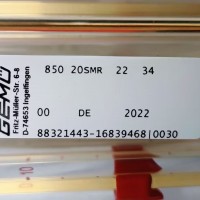 GEMÜ
Fritz-Müller-Str. 6-8
D-74653 Ingelfingen
850 20SMR 22 34
00 DE 2022
88321443-16839468|0030